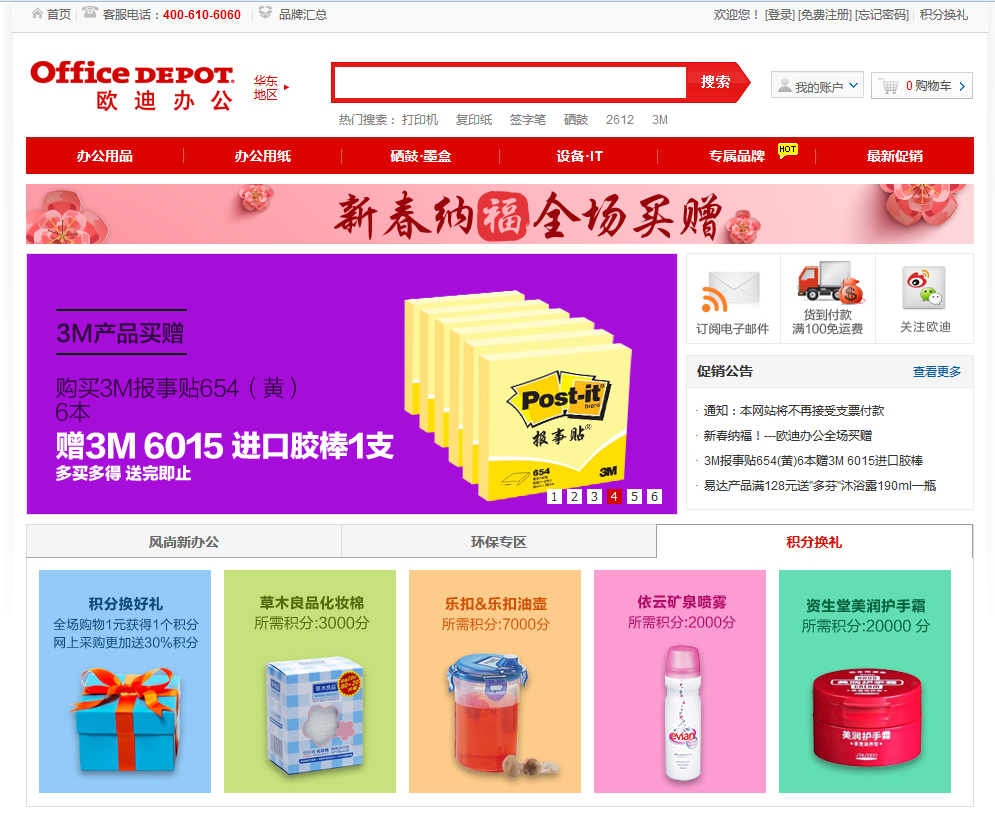 首页 客服电话：400-610-6060 品牌汇总 欢迎您！ [登录] [免费注册] [忘记密码] 积分换礼
Office DEPOT.
欧迪办公
华东
地区
搜索
我的账户
0 购物车
热门搜索： 打印机 复印纸 签字笔 硒鼓 2612 3M
办公用品 办公用纸 硒鼓·墨盒 设备·IT 专属品牌 HOT 最新促销
新春纳福全场买赠
3M产品买赠
购买3M报事贴654（黄）
6本
赠3M 6015 进口胶棒1支
多买多得 送完即止
Post-it
Brand
报事贴®
654
3M
1 2 3 4 5 6
订阅电子邮件
货到付款
满100免运费
关注欧迪
促销公告 查看更多
· 通知：本网站将不再接受支票付款
· 新春纳福！---欧迪办公全场买赠
· 3M报事贴654(黄)6本赠3M 6015进口胶棒
· 易达产品满128元送"多芬"沐浴露190ml一瓶
风尚新办公 环保专区 积分换礼
积分换好礼
全场购物1元获得1个积分
网上采购更加送30%积分
草木良品化妆棉
所需积分:3000分
草木良品
乐扣&乐扣油壶
所需积分:7000分
依云矿泉喷雾
所需积分:2000分
evian
资生堂美润护手霜
所需积分:20000 分
美润护手霜
美润护手霜
SHISEIDO